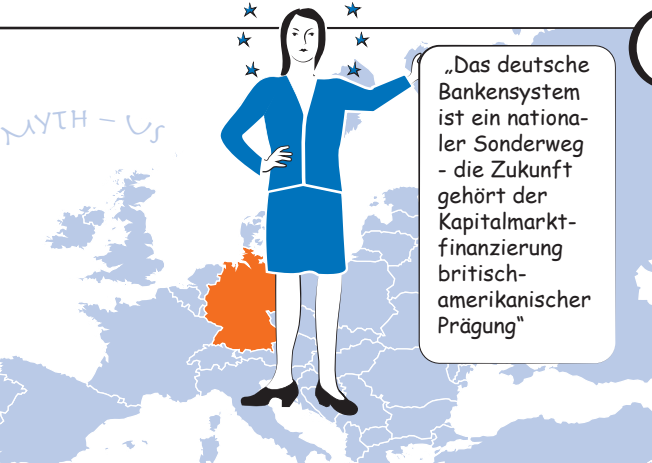 MYTH – US
„Das deutsche
Bankensystem
ist ein nationa-
ler Sonderweg
- die Zukunft
gehört der
Kapitalmarkt-
finanzierung
britisch-
amerikanischer
Prägung“